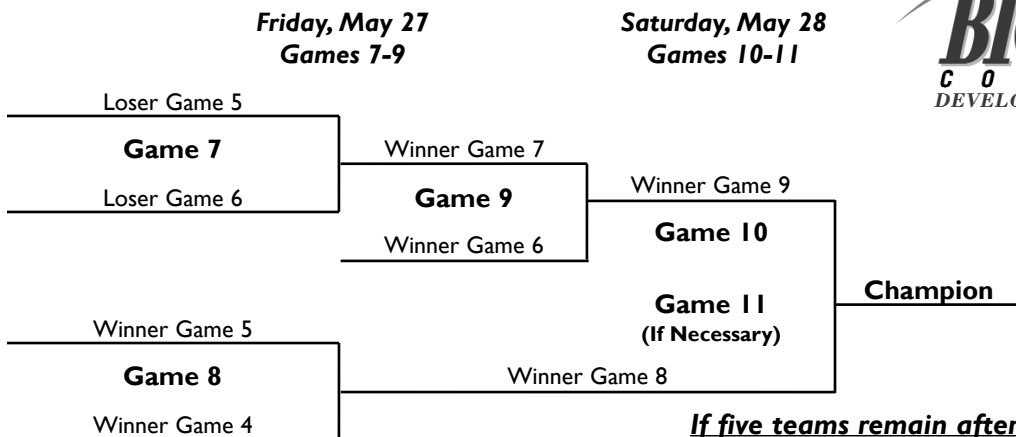 Friday, May 27
Games 7-9
Saturday, May 28
Games 10-11
Loser Game 5
Game 7
Loser Game 6
Winner Game 7
Game 9
Winner Game 6
Winner Game 9
Game 10
Game 11
(If Necessary)
Champion
Winner Game 5
Game 8
Winner Game 4
Winner Game 8
If five teams remain after